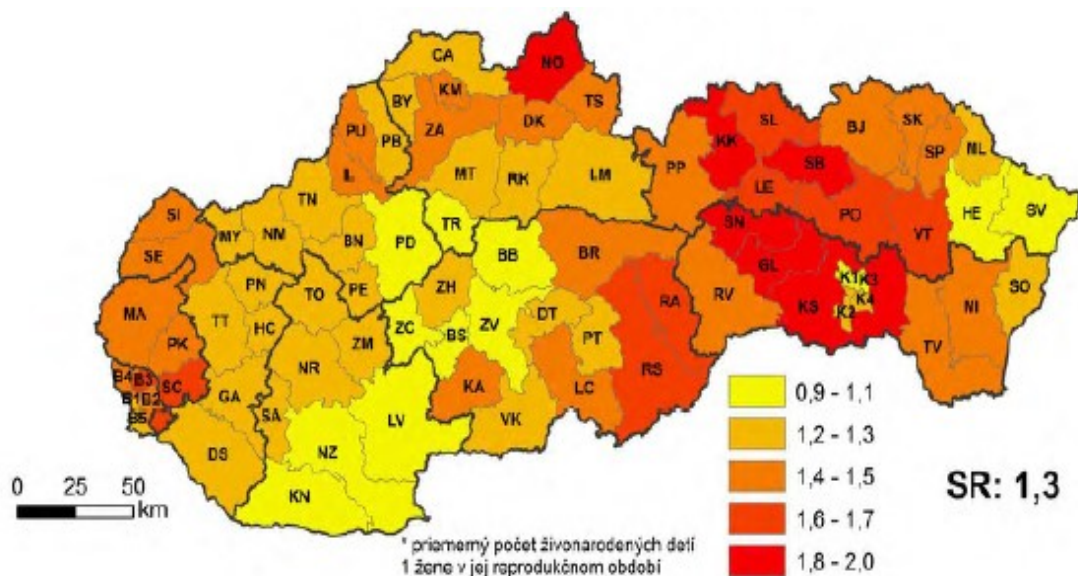 CA
NO
BY
KM
TS
PU
ZA
DK
SL
BJ
SK
PB
KK
SP
ML
IL
MT
RK
LM
PP
SB
LE
HE
SV
TN
PO
VT
SI
TR
SN
MY
NM
BN
PD
BB
SE
BR
GL
K1
K3
PN
PE
ZH
KS
K4
K2
SO
TO
RA
RV
NI
MA
TT
HC
ZC
BS
ZV
DT
PT
PK
ZM
TV
B4
B3
SC
NR
RS
B1
B2
GA
KA
LC
B5
SA
LV
VK
DS
NZ
KN
0 25 50
km
0,9 - 1,1
1,2 - 1,3
1,4 - 1,5
1,6 - 1,7
1,8 - 2,0
SR: 1,3
* priemerný počet živonarodených detí
1 žene v jej reprodukčnom období